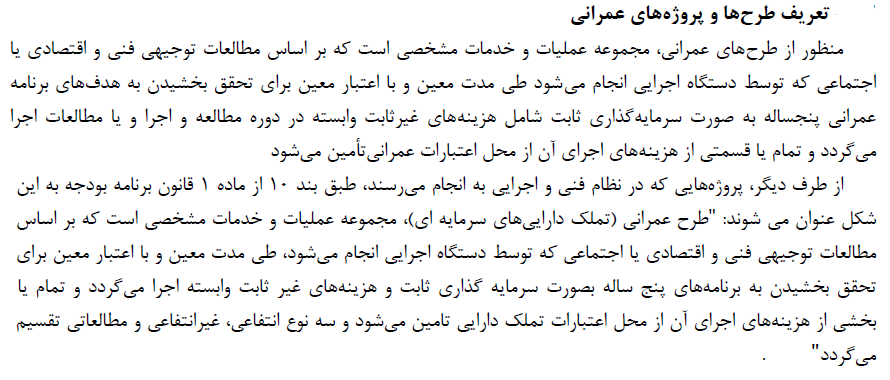 تعریف طرح‌ها و پروژه‌های عمرانی
منظور از طرح‌های عمرانی، مجموعه عملیات و خدمات مشخصی است که بر اساس مطالعات توجیهی فنی و اقتصادی یا
اجتماعی که توسط دستگاه اجرایی انجام می‌شود طی مدت معین و با اعتبار معین برای تحقق بخشیدن به هدف‌های برنامه
عمرانی پنجساله به صورت سرمایه‌گذاری ثابت شامل هزینه‌های غیرثابت وابسته در دوره مطالعه و اجرا و یا مطالعات اجرا
می‌گردد و تمام یا قسمتی از هزینه‌های اجرای آن از محل اعتبارات عمرانی‌تأمین می‌شود
از طرف دیگر، پروژه‌هایی که در نظام فنی و اجرایی به انجام می‌رسند، طبق بند ۱۰ از ماده ۱ قانون برنامه بودجه به این
شکل عنوان می شوند: "طرح عمرانی (تملک دارایی‌های سرمایه ای)، مجموعه عملیات و خدمات مشخصی است که بر اساس
مطالعات توجیهی فنی و اقتصادی یا اجتماعی که توسط دستگاه اجرایی انجام می‌شود، طی مدت معین و با اعتبار معین برای
تحقق بخشیدن به برنامه‌های پنج ساله بصورت سرمایه گذاری ثابت و هزینه‌های غیر ثابت وابسته اجرا می‌گردد و تمام یا
بخشی از هزینه‌های اجرای آن از محل اعتبارات تملک دارایی تامین می‌شود و سه نوع انتفاعی، غیرانتفاعی و مطالعاتی تقسیم
می‌گردد" .